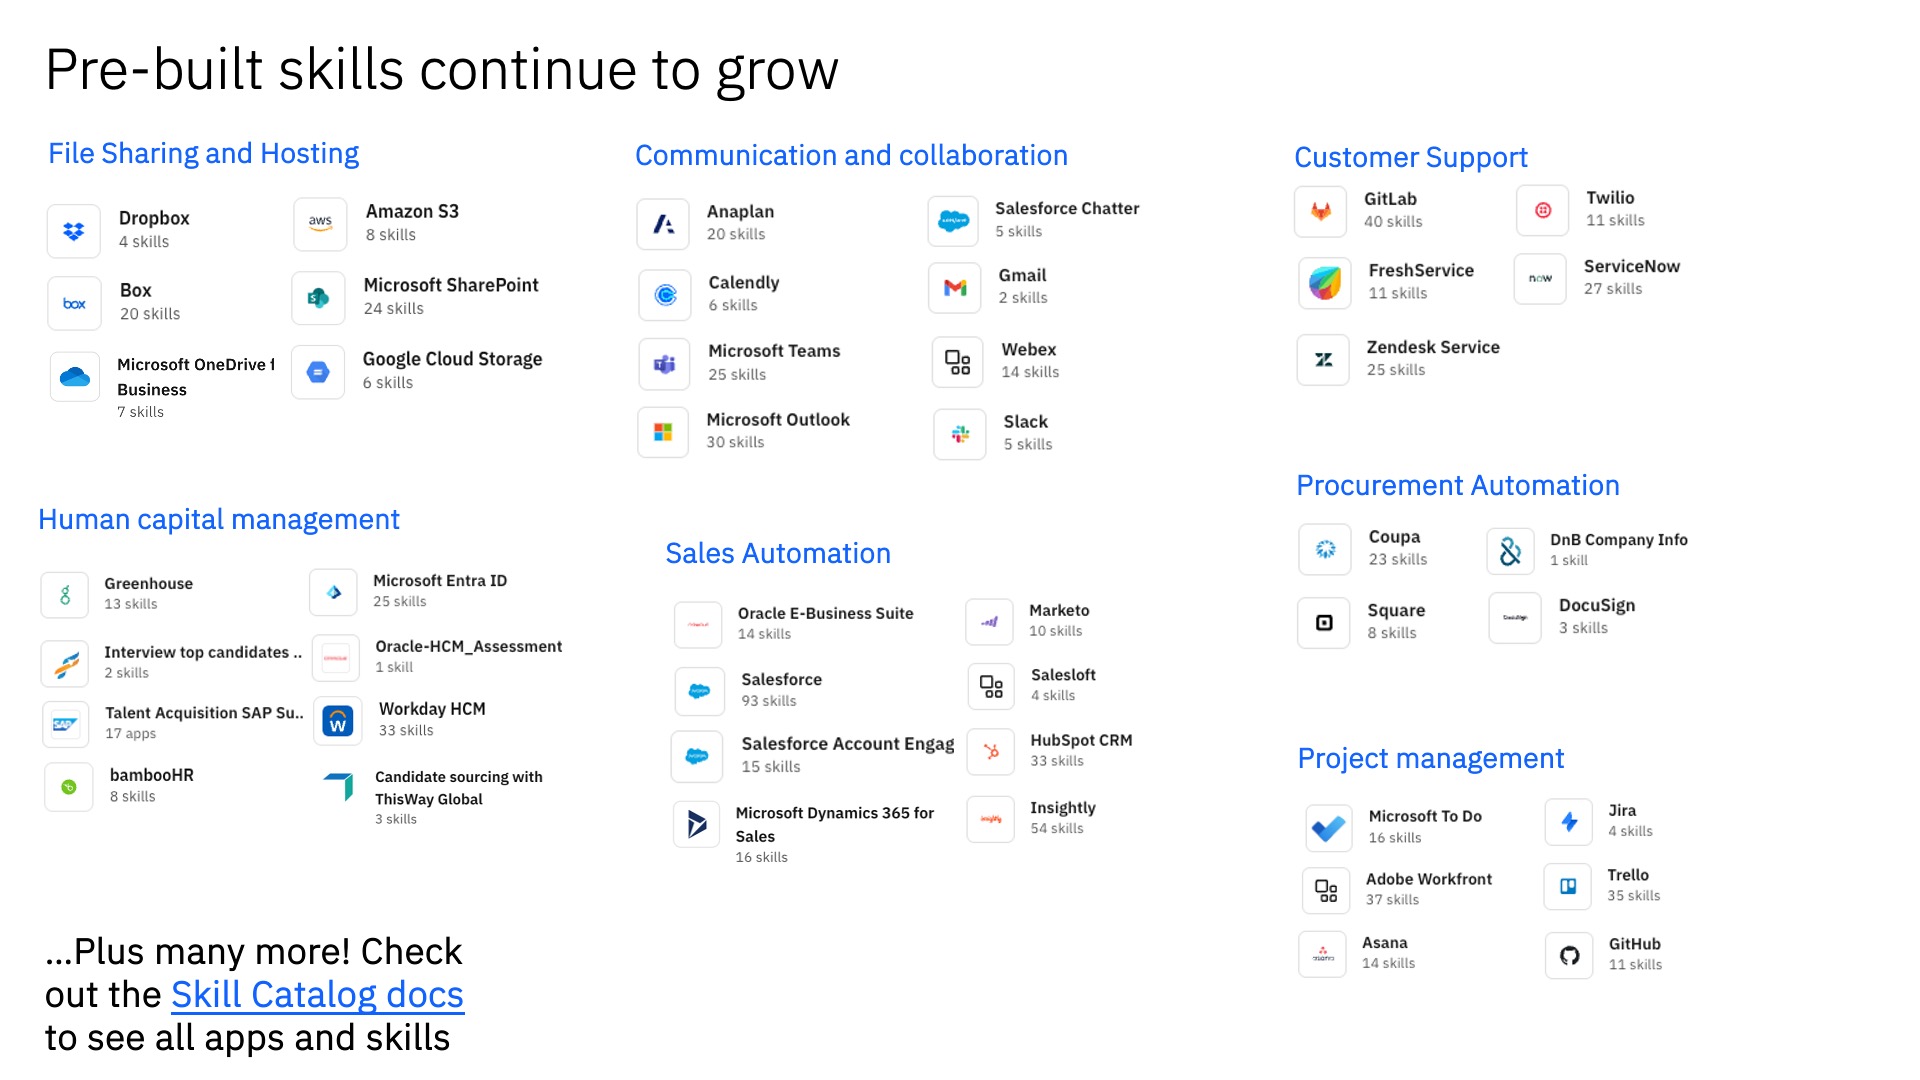 Pre-built skills continue to grow
File Sharing and Hosting
Dropbox
4 skills
aws
Amazon S3
8 skills
box
Box
20 skills
Microsoft SharePoint
24 skills
Microsoft OneDrive f
Business
7 skills
Google Cloud Storage
6 skills
Communication and collaboration
Anaplan
20 skills
Salesforce Chatter
5 skills
Calendly
6 skills
Gmail
2 skills
Microsoft Teams
25 skills
Webex
14 skills
Microsoft Outlook
30 skills
Slack
5 skills
Customer Support
GitLab
40 skills
Twilio
11 skills
FreshService
11 skills
now
ServiceNow
27 skills
Zendesk Service
25 skills
Human capital management
Greenhouse
13 skills
Microsoft Entra ID
25 skills
Interview top candidates ..
2 skills
Oracle-HCM_Assessment
1 skill
SAP
Talent Acquisition SAP Su..
17 apps
W
Workday HCM
33 skills
bambooHR
8 skills
Candidate sourcing with
ThisWay Global
3 skills
Sales Automation
Oracle E-Business Suite
14 skills
Marketo
10 skills
Salesforce
93 skills
Salesloft
4 skills
Salesforce Account Engag
15 skills
HubSpot CRM
33 skills
Microsoft Dynamics 365 for
Sales
16 skills
insightly
Insightly
54 skills
Procurement Automation
Coupa
23 skills
DnB Company Info
1 skill
Square
8 skills
DocuSign
DocuSign
3 skills
Project management
Microsoft To Do
16 skills
Jira
4 skills
Adobe Workfront
37 skills
Trello
35 skills
asana
Asana
14 skills
GitHub
11 skills
...Plus many more! Check
out the Skill Catalog docs
to see all apps and skills